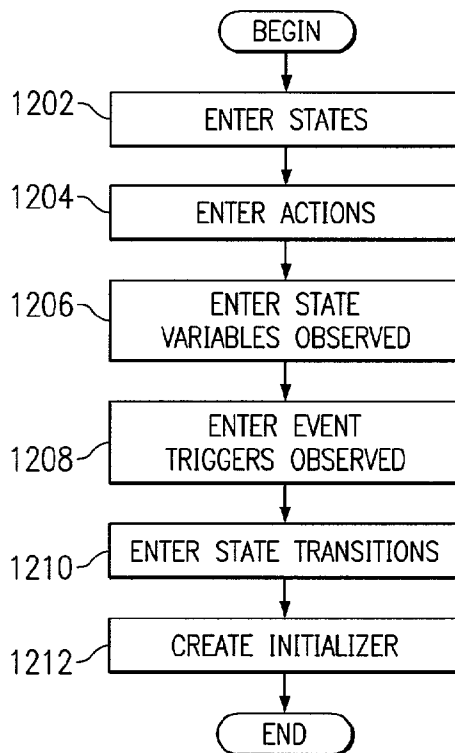 BEGIN
1202
ENTER STATES
1204
ENTER ACTIONS
1206
ENTER STATE
VARIABLES OBSERVED
1208
ENTER EVENT
TRIGGERS OBSERVED
1210
ENTER STATE TRANSITIONS
1212
CREATE INITIALIZER
END